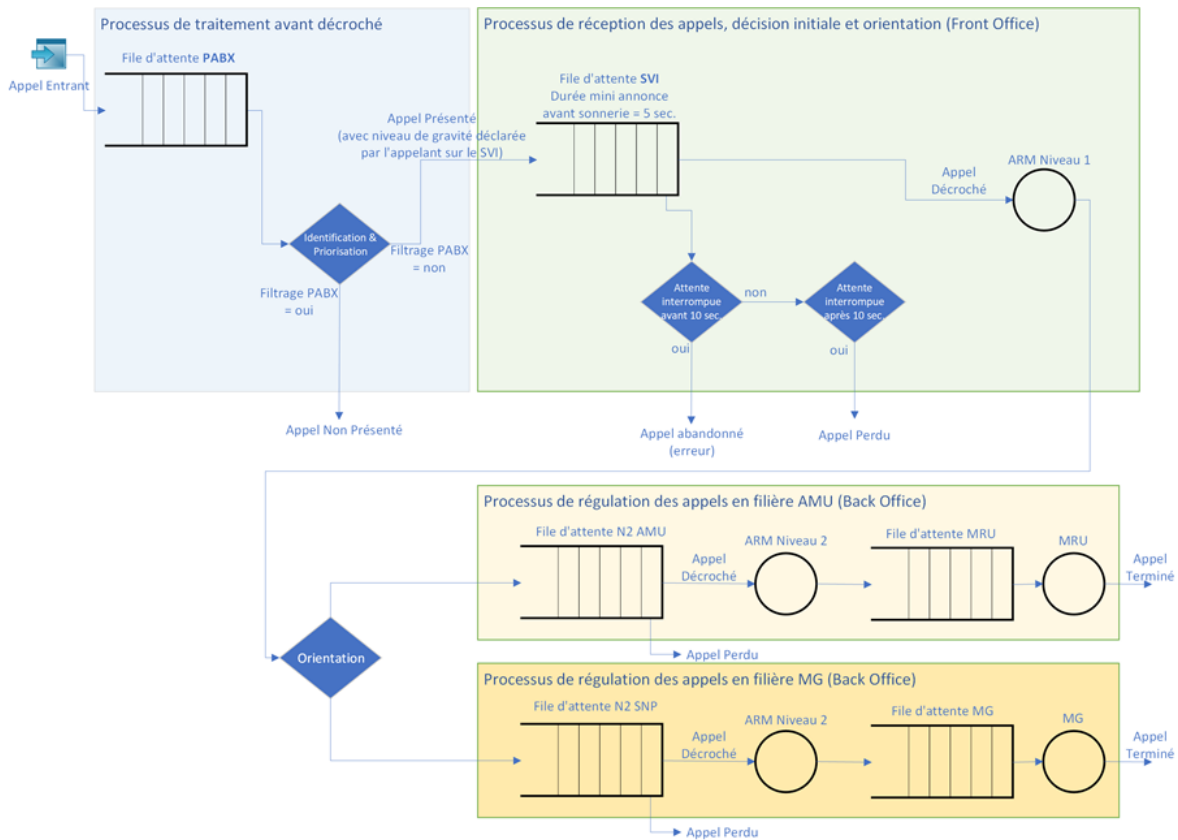 Processus de traitement avant décroché
Appel Entrant
File d'attente PABX
Identification &
Priorisation
Filtrage PABX
= non
Filtrage PABX
= oui
Appel Non Présenté
Appel Présenté
(avec niveau de gravité déclarée
par l'appelant sur le SVI)
Processus de réception des appels, décision initiale et orientation (Front Office)
File d'attente SVI
Durée mini annonce
avant sonnerie = 5 sec.
Appel
Décroché
ARM Niveau 1
Attente
interrompue
avant 10 sec.
non
Attente
interrompue
après 10 sec.
oui
oui
Appel abandonné
(erreur)
Appel Perdu
Orientation
Processus de régulation des appels en filière AMU (Back Office)
File d'attente N2 AMU
Appel
Décroché
ARM Niveau 2
File d'attente MRU
MRU
Appel
Terminé
Appel Perdu
Processus de régulation des appels en filière MG (Back Office)
File d'attente N2 SNP
Appel
Décroché
ARM Niveau 2
File d'attente MG
MG
Appel
Terminé
Appel Perdu